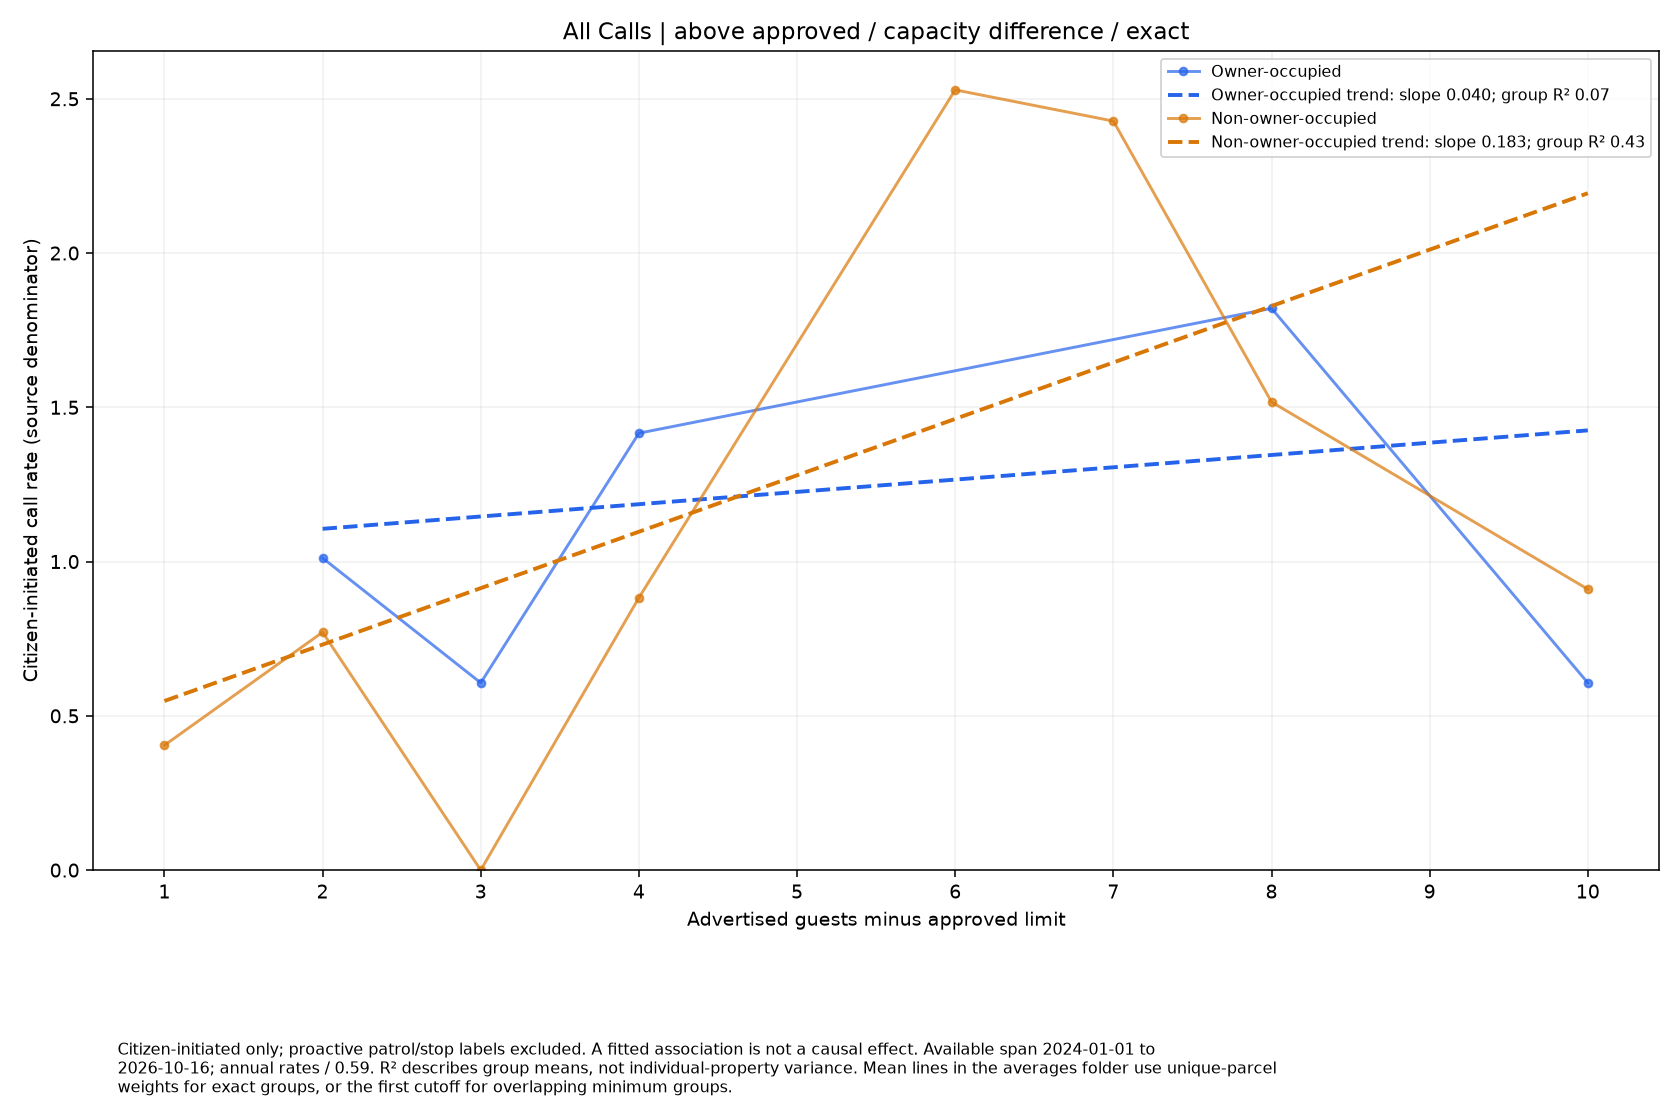 All Calls | above approved / capacity difference / exact
Owner-occupied
Owner-occupied trend: slope 0.040; group R² 0.07
Non-owner-occupied
Non-owner-occupied trend: slope 0.183; group R² 0.43
Citizen-initiated call rate (source denominator)
2.5
2.0
1.5
1.0
0.5
0.0
1 2 3 4 5 6 7 8 9 10
Advertised guests minus approved limit
Citizen-initiated only; proactive patrol/stop labels excluded. A fitted association is not a causal effect. Available span 2024-01-01 to
2026-10-16; annual rates / 0.59. R² describes group means, not individual-property variance. Mean lines in the averages folder use unique-parcel
weights for exact groups, or the first cutoff for overlapping minimum groups.